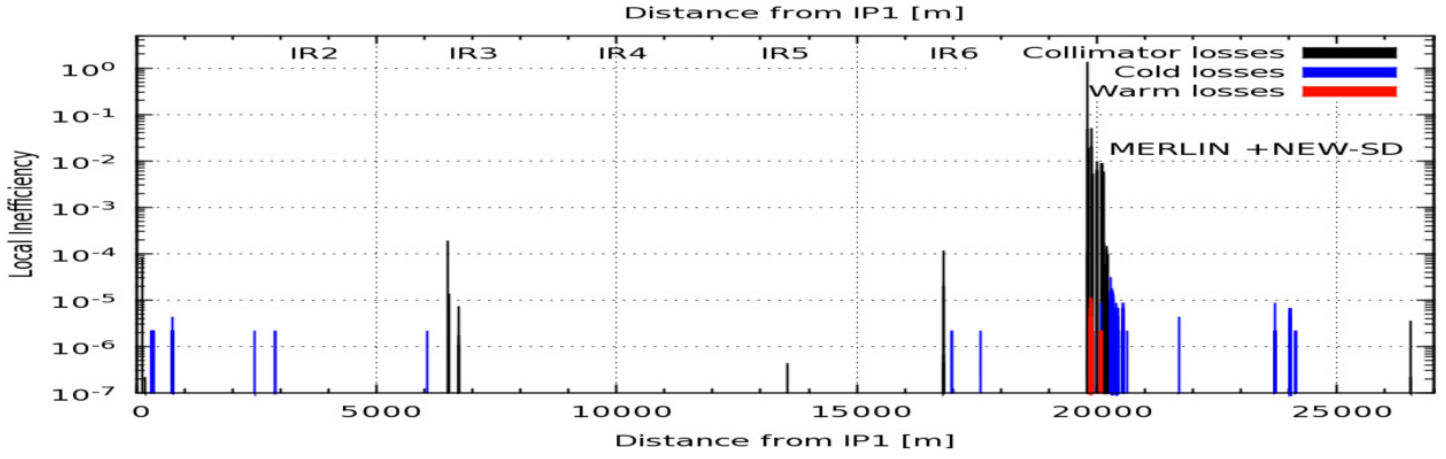 Distance from IP1 [m]
IR2 IR3 IR4 IR5 IR6
Collimator losses
Cold losses
Warm losses
MERLIN +NEW-SD
Local Inefficiency
10⁰
10⁻¹
10⁻²
10⁻³
10⁻⁴
10⁻⁵
10⁻⁶
10⁻⁷
0 5000 10000 15000 20000 25000
Distance from IP1 [m]